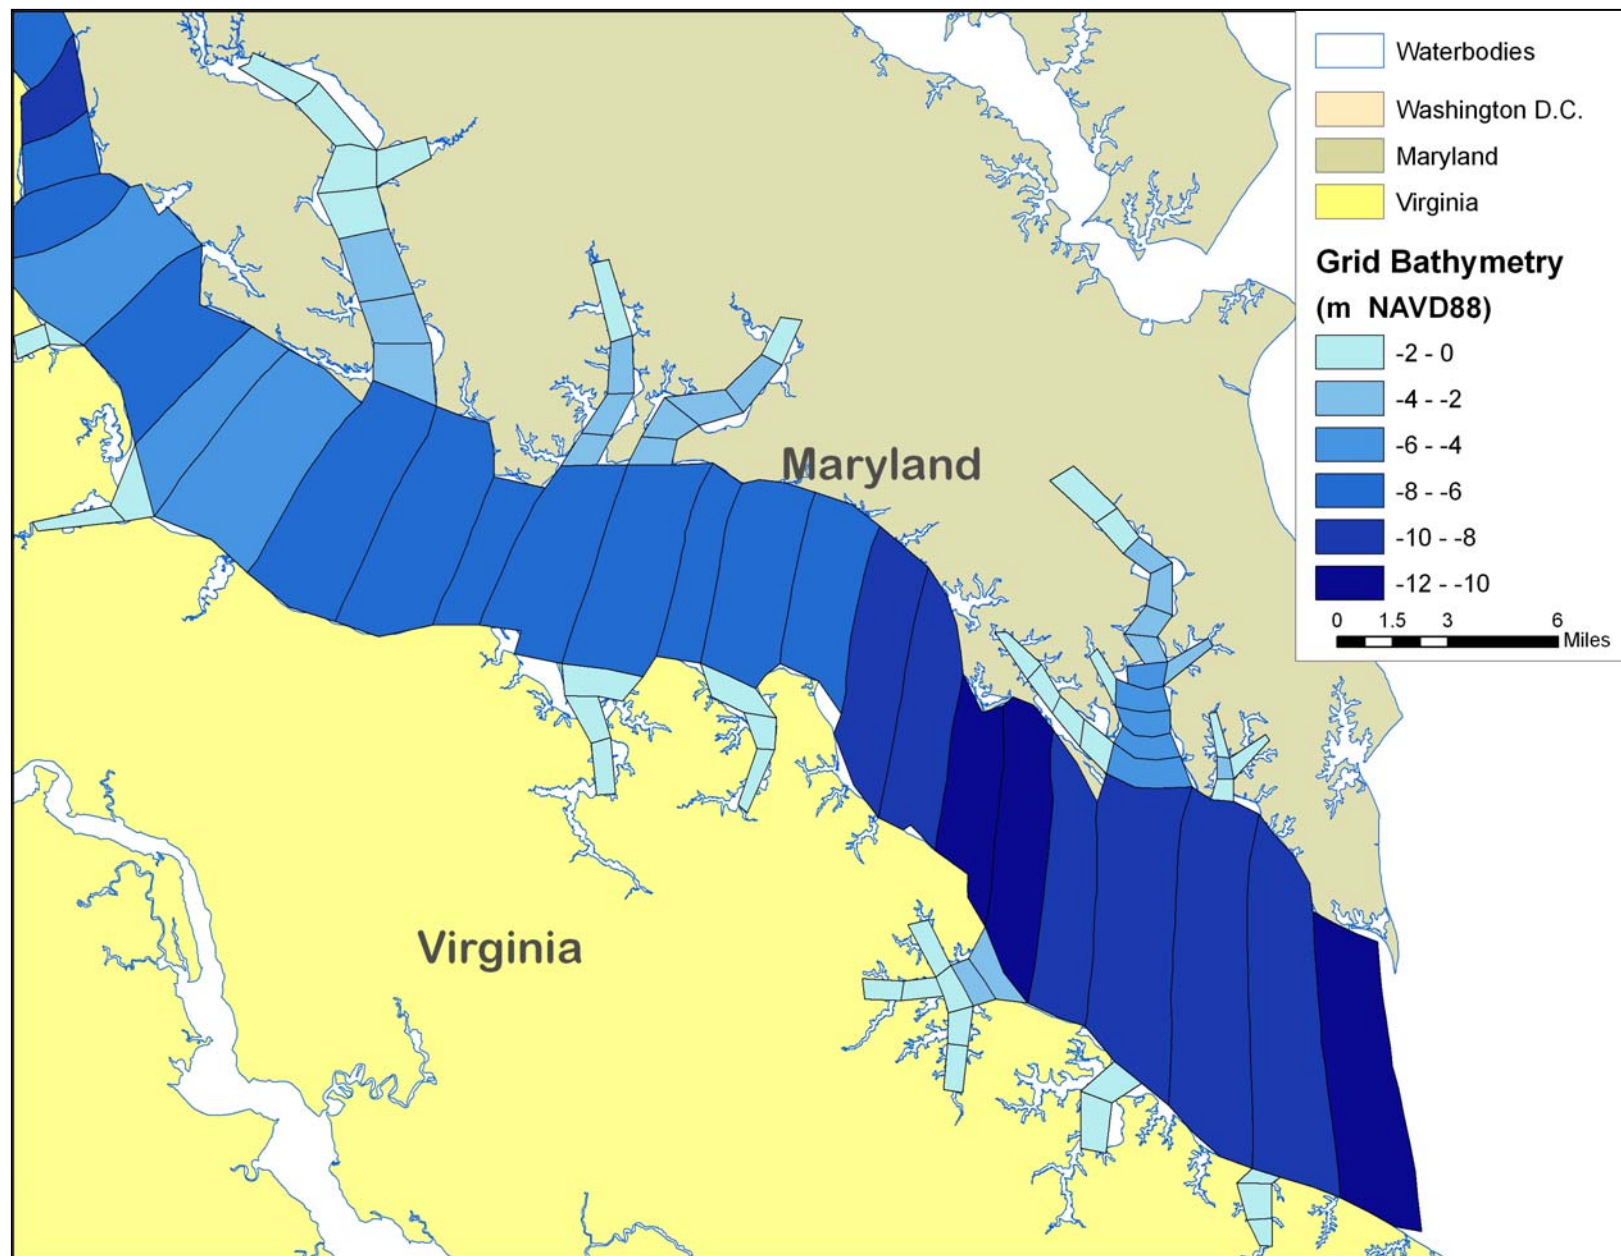 Waterbodies
Washington D.C.
Maryland
Virginia
Grid Bathymetry
(m NAVD88)
-2 - 0
-4 - -2
-6 - -4
-8 - -6
-10 - -8
-12 - -10
0 1.5 3 6
Miles
Maryland
Virginia